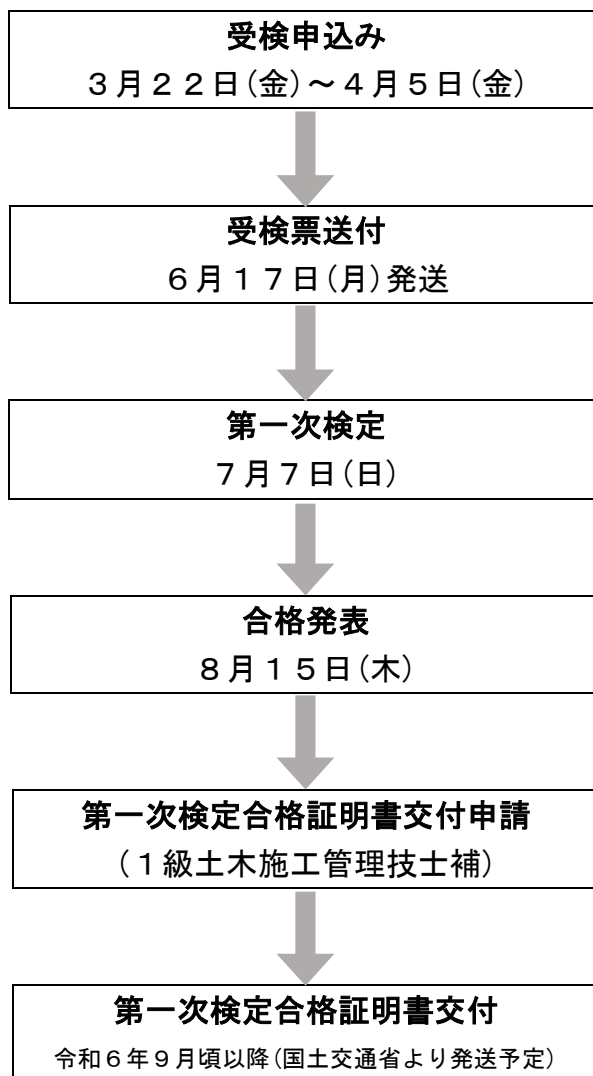 受検申込み
３月２２日(金)～４月５日(金)
受検票送付
６月１７日(月)発送
第一次検定
７月７日(日)
合格発表
８月１５日(木)
第一次検定合格証明書交付申請
(１級土木施工管理技士補)
第一次検定合格証明書交付
令和６年９月頃以降(国土交通省より発送予定)